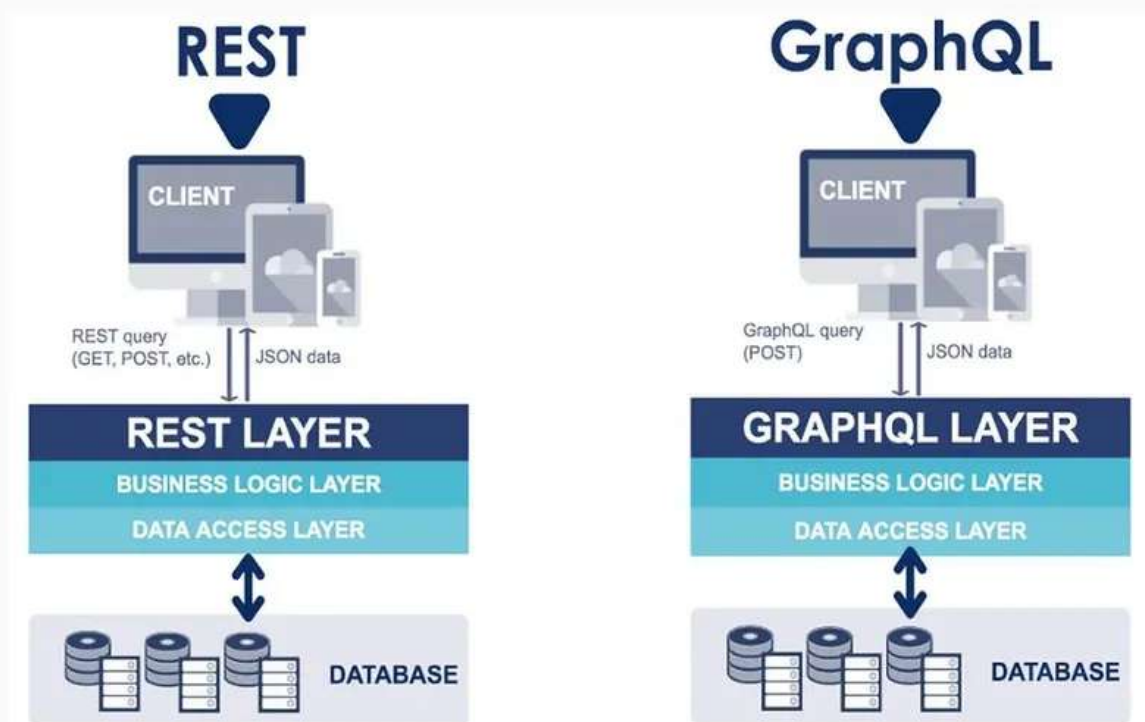 REST
CLIENT
REST query
(GET, POST, etc.)
JSON data
REST LAYER
BUSINESS LOGIC LAYER
DATA ACCESS LAYER
DATABASE
GraphQL
CLIENT
GraphQL query
(POST)
JSON data
GRAPHQL LAYER
BUSINESS LOGIC LAYER
DATA ACCESS LAYER
DATABASE